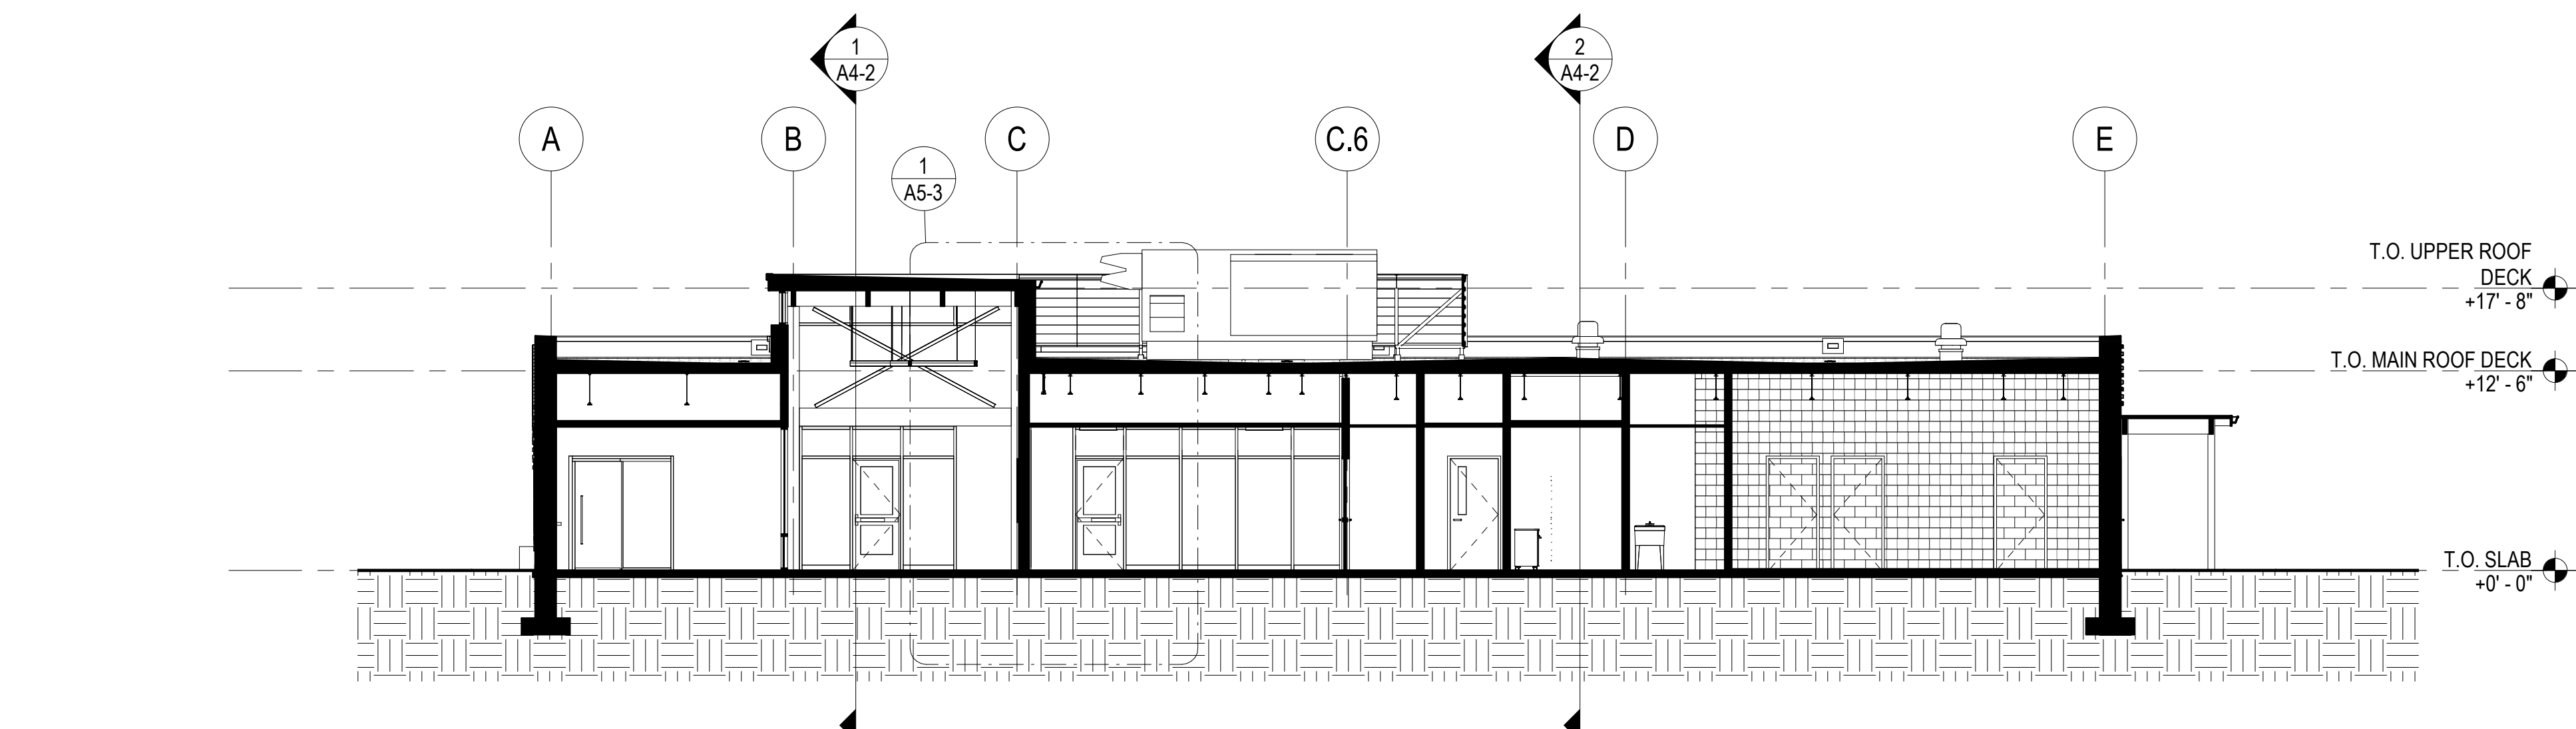 1
A4-2
2
A4-2
A
B
C
C.6
D
E
1
A5-3
T.O. UPPER ROOF
DECK
+17' - 8"
T.O. MAIN ROOF DECK
+12' - 6"
T.O. SLAB
+0' - 0"